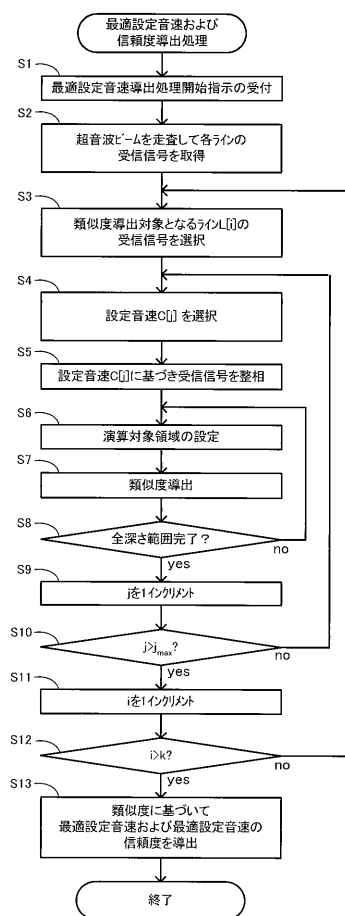 最適設定音速および
信頼度導出処理
S1
最適設定音速導出処理開始指示の受付
S2
超音波ビームを走査して各ラインの
受信信号を取得
S3
類似度導出対象となるラインL[i]の
受信信号を選択
S4
設定音速C[j] を選択
S5
設定音速C[j]に基づき受信信号を整相
S6
演算対象領域の設定
S7
類似度導出
S8
全深さ範囲完了？
no
yes
S9
jを1インクリメント
S10
j>jmax?
no
yes
S11
iを1インクリメント
S12
i>k?
no
yes
S13
類似度に基づいて
最適設定音速および最適設定音速の
信頼度を導出
終了